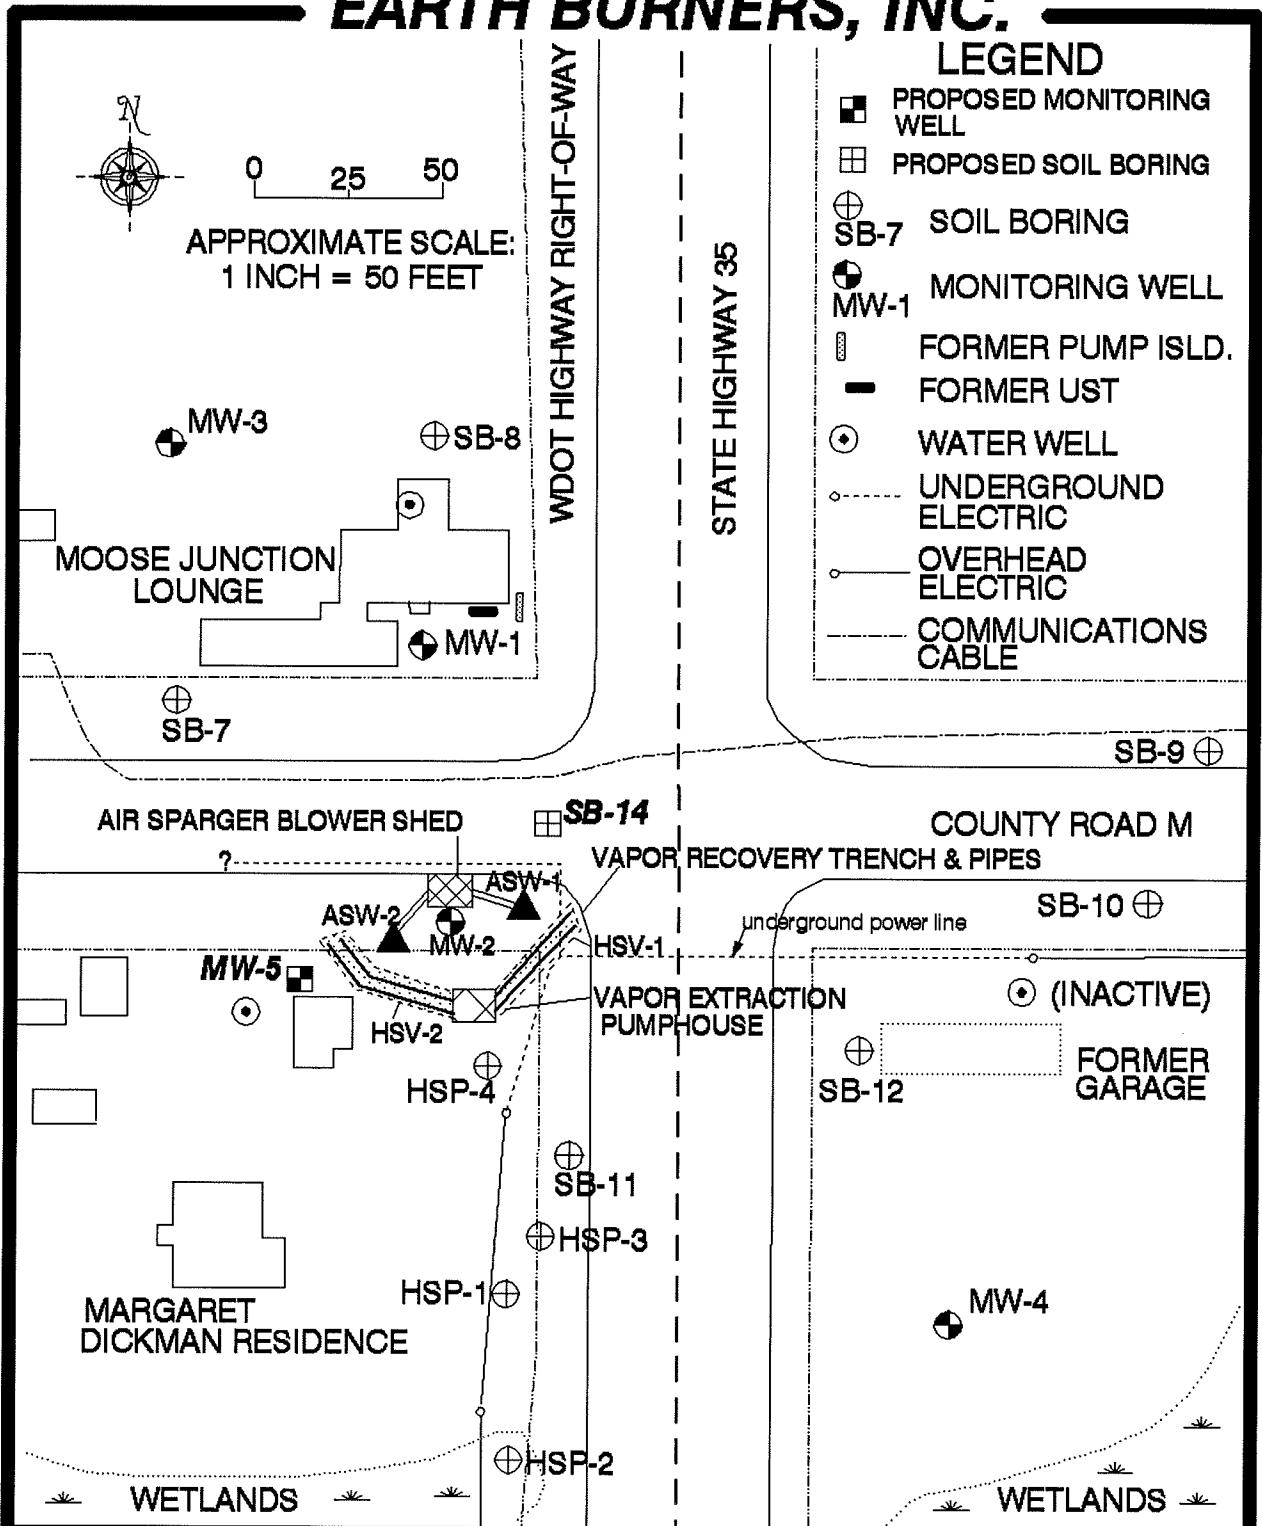 EARTH BURNERS, INC.
N
0 25 50
APPROXIMATE SCALE:
1 INCH = 50 FEET
WDOT HIGHWAY RIGHT-OF-WAY
STATE HIGHWAY 35
LEGEND
PROPOSED MONITORING
WELL
PROPOSED SOIL BORING
SB-7 SOIL BORING
MW-1 MONITORING WELL
FORMER PUMP ISLD.
FORMER UST
WATER WELL
UNDERGROUND
ELECTRIC
OVERHEAD
ELECTRIC
COMMUNICATIONS
CABLE
MW-3
SB-8
MOOSE JUNCTION
LOUNGE
MW-1
SB-7
SB-9
SB-14
AIR SPARGER BLOWER SHED
COUNTY ROAD M
?
VAPOR RECOVERY TRENCH & PIPES
ASW-1
ASW-2
MW-2
SB-10
underground power line
HSV-1
MW-5
VAPOR EXTRACTION
PUMPHOUSE
(INACTIVE)
HSV-2
HSP-4
SB-12
FORMER
GARAGE
SB-11
HSP-3
HSP-1
MW-4
MARGARET
DICKMAN RESIDENCE
HSP-2
WETLANDS
WETLANDS